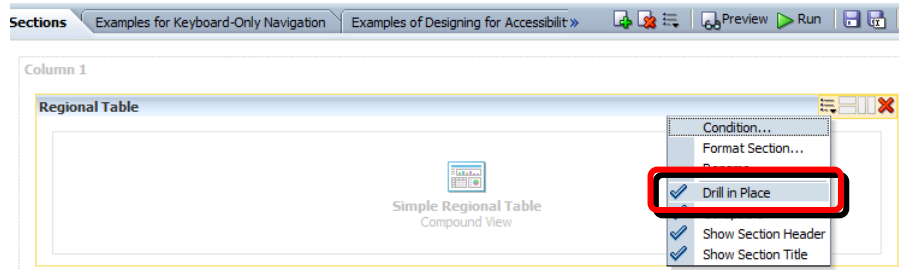 Sections Examples for Keyboard-Only Navigation Examples of Designing for Accessibilit» Preview Run
Column 1
Regional Table
Condition...
Format Section...
Drill in Place
Simple Regional Table
Compound View
Show Section Header
Show Section Title